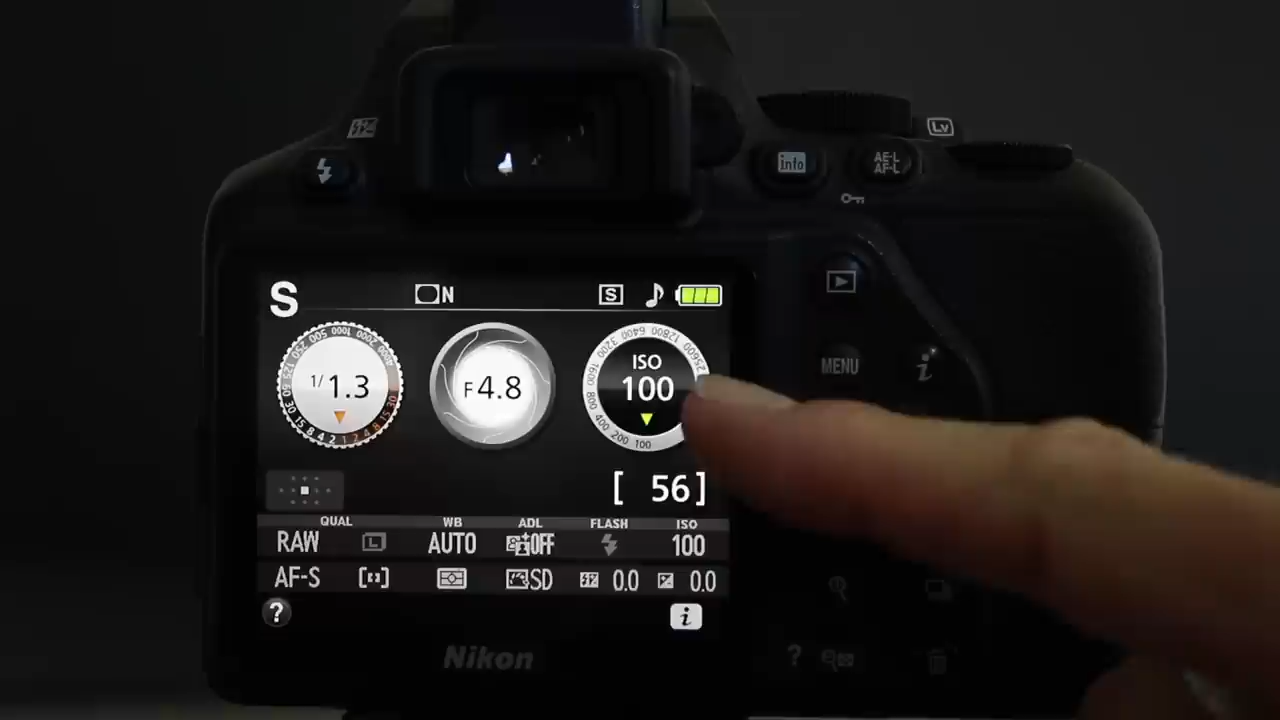 Lv
info
AE-L
AF-L
S
N
S
1/1.3
F4.8
ISO
100
[ 56]
MENU
i
QUAL WB ADL FLASH ISO
RAW L AUTO OFF 100
AF-S SD 0.0 0.0
? i
Nikon
?